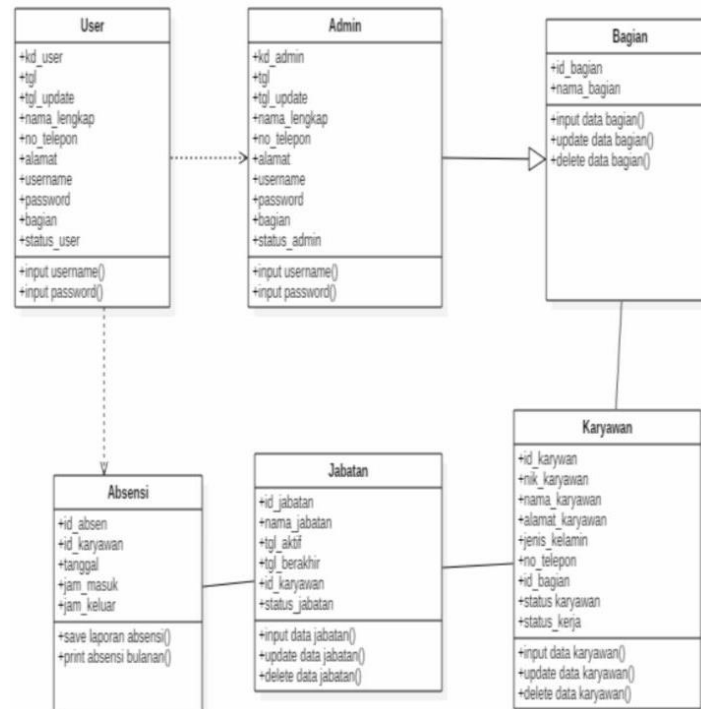 User
+kd_user
+tgl
+tgl_update
+nama_lengkap
+no_telepon
+alamat
+username
+password
+bagian
+status_user
+input username()
+input password()
Admin
+kd_admin
+tgl
+tgl_update
+nama_lengkap
+no_telepon
+alamat
+username
+password
+bagian
+status_admin
+input username()
+input password()
Bagian
+id_bagian
+nama_bagian
+input data bagian()
+update data bagian()
+delete data bagian()
Absensi
+id_absen
+id_karyawan
+tanggal
+jam_masuk
+jam_keluar
+save laporan absensi()
+print absensi bulanan()
Jabatan
+id_jabatan
+nama_jabatan
+tgl_aktif
+tgl_berakhir
+id_karyawan
+status_jabatan
+input data jabatan()
+update data jabatan()
+delete data jabatan()
Karyawan
+id_karywan
+nik_karyawan
+nama_karyawan
+alamat_karyawan
+jenis_kelamin
+no_telepon
+id_bagian
+status karyawan
+status_kerja
+input data karyawan()
+update data karyawan()
+delete data karyawan()